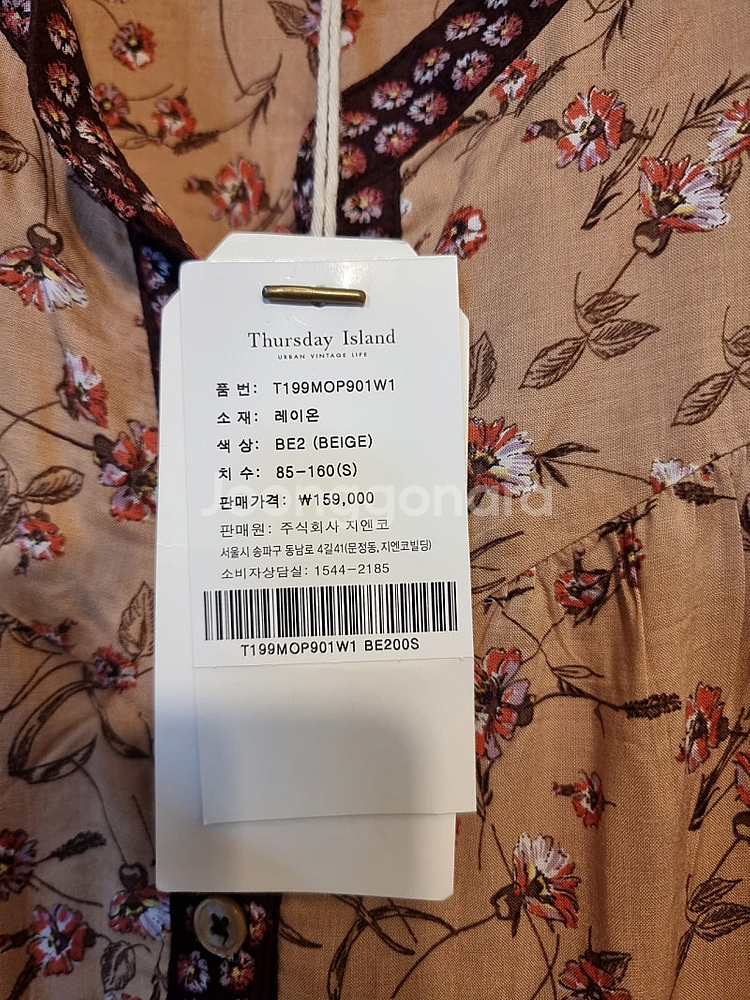 Thursday Island
URBAN VINTAGE LIFE
품 번: T199MOP901W1
소 재: 레이온
색 상: BE2 (BEIGE)
치 수: 85-160(S)
판매가격: ₩159,000
Joonggonara
판매원: 주식회사 지엔코
서울시 송파구 동남로 4길41(문정동,지엔코빌딩)
소비자상담실: 1544-2185
T199MOP901W1 BE200S